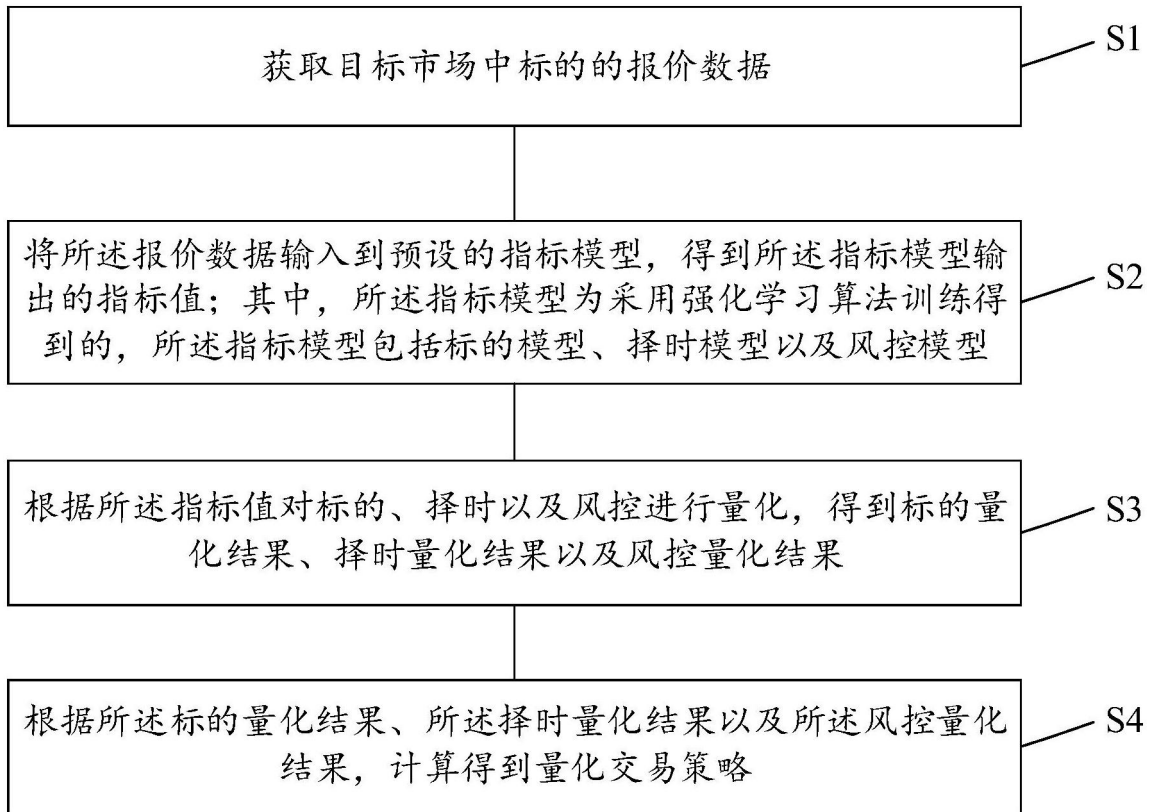 获取目标市场中标的的报价数据
S1
将所述报价数据输入到预设的指标模型，得到所述指标模型输
出的指标值；其中，所述指标模型为采用强化学习算法训练得
到的，所述指标模型包括标的模型、择时模型以及风控模型
S2
根据所述指标值对标的、择时以及风控进行量化，得到标的量
化结果、择时量化结果以及风控量化结果
S3
根据所述标的量化结果、所述择时量化结果以及所述风控量化
结果，计算得到量化交易策略
S4